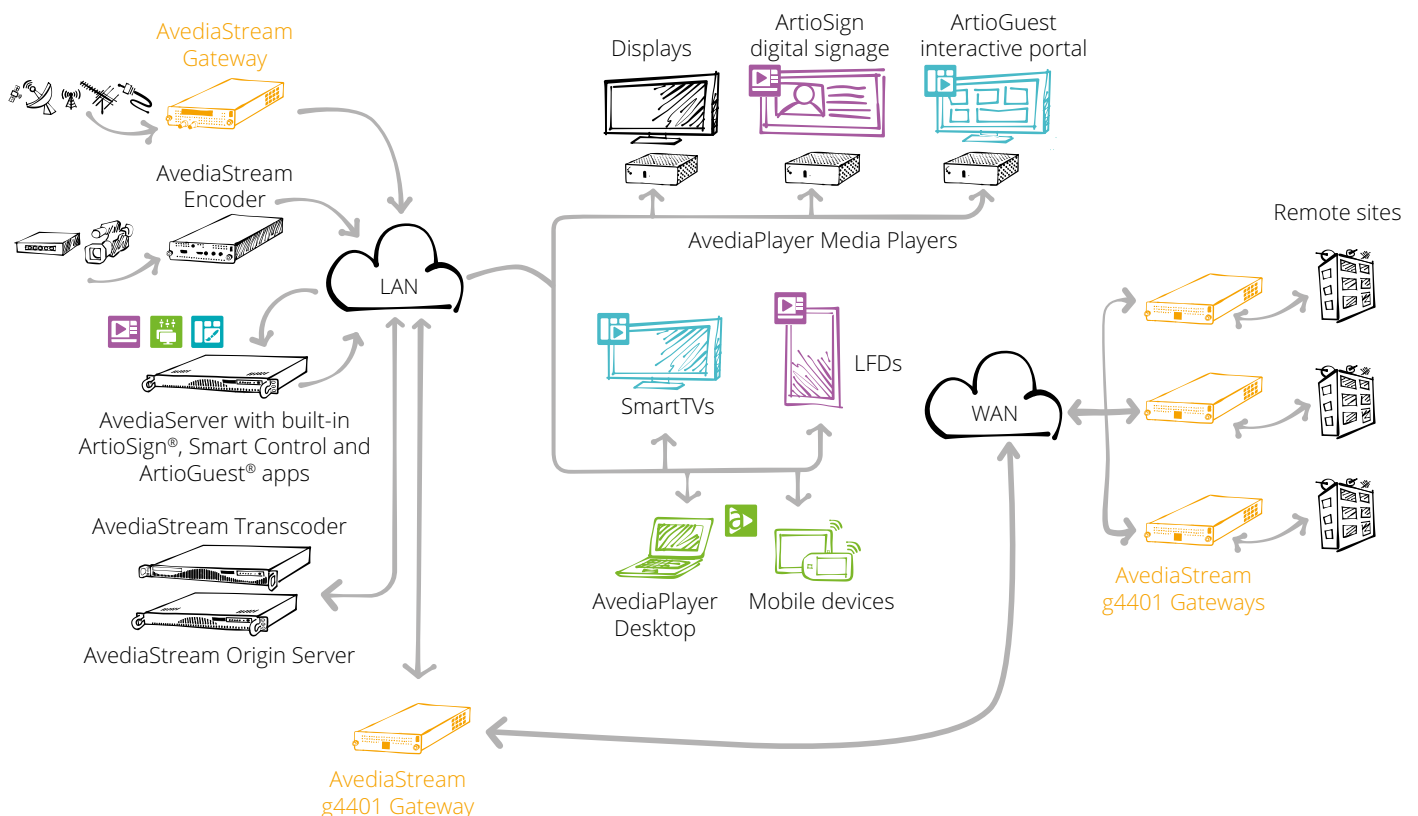 AvediaStream
Gateway
Displays
ArtioSign
digital signage
ArtioGuest
interactive portal
AvediaStream
Encoder
AvediaPlayer Media Players
Remote sites
LAN
LFDs
SmartTVs
WAN
AvediaServer with built-in
ArtioSign®, Smart Control and
ArtioGuest® apps
AvediaStream Transcoder
AvediaStream Origin Server
a
AvediaPlayer
Desktop
Mobile devices
AvediaStream
g4401 Gateways
AvediaStream
g4401 Gateway